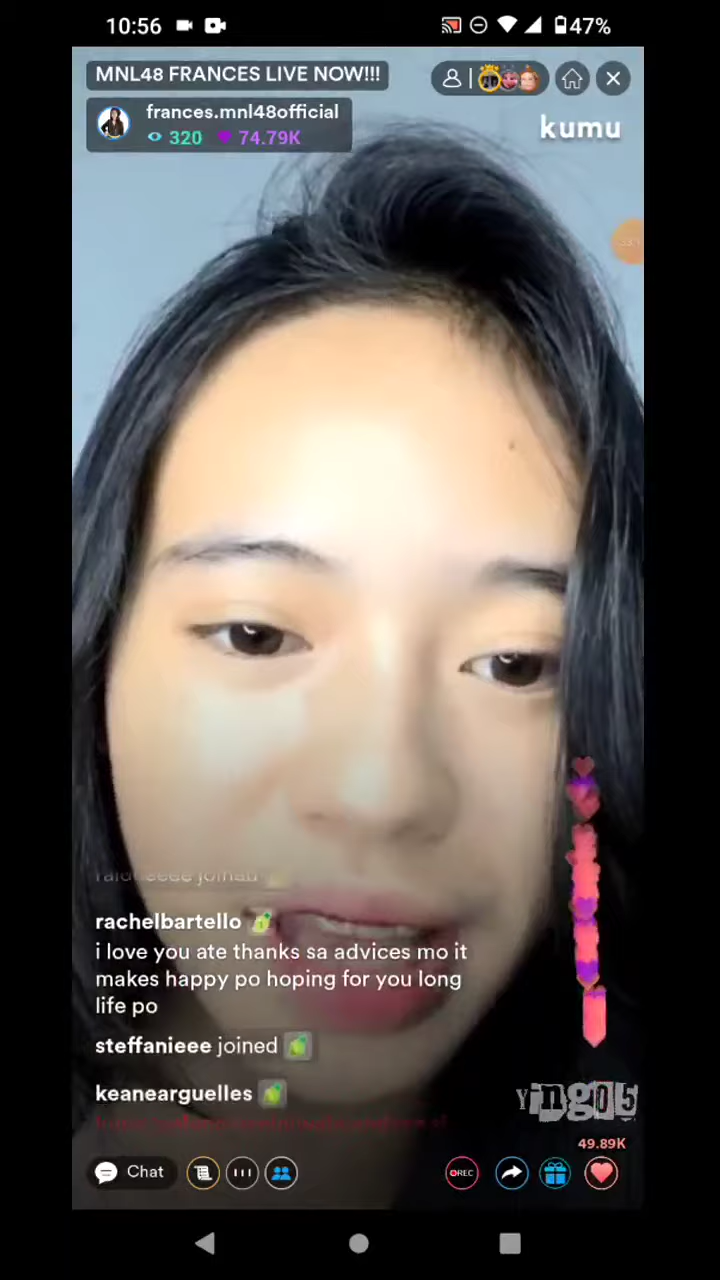 10:56
47%
MNL48 FRANCES LIVE NOW!!!
frances.mnl48official
320 74.79K
kumu
joined
rachelbartello
i love you ate thanks sa advices mo it
makes happy po hoping for you long
life po
steffanieee joined
keanearguelles
Ying05
49.89K
Chat
REC